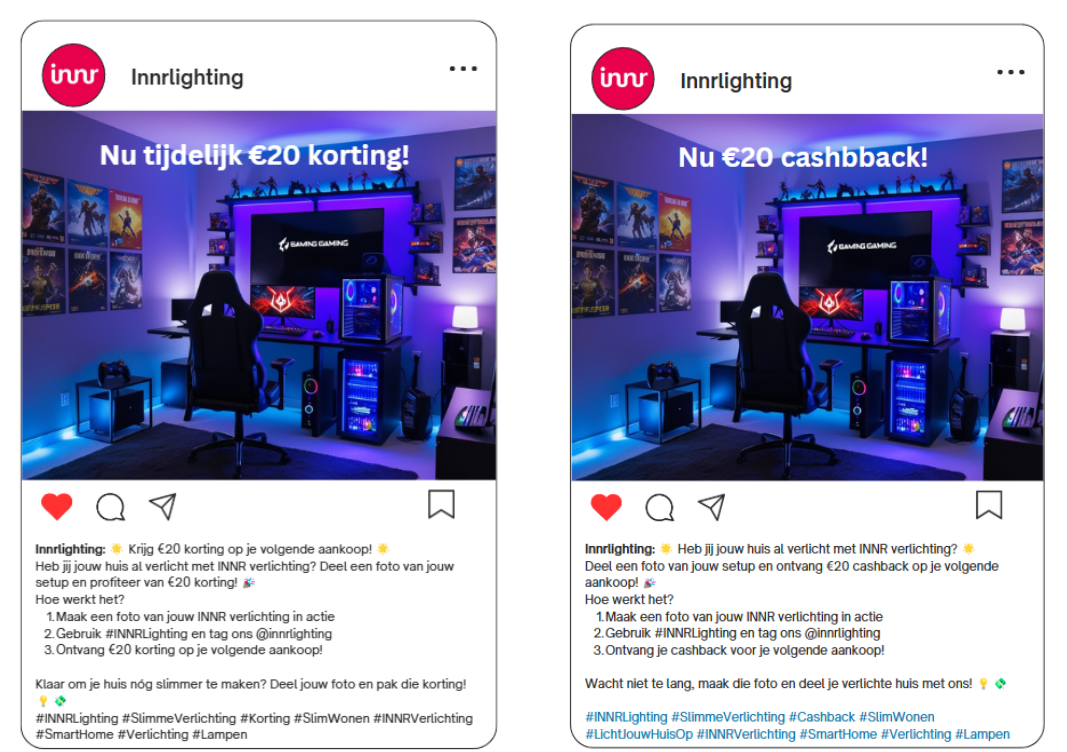 innr
Innrlighting
Nu tijdelijk €20 korting!
GAMING GAMING
Innrlighting: 🌟 Krijg €20 korting op je volgende aankoop! 🌟
Heb jij jouw huis al verlicht met INNR verlichting? Deel een foto van jouw
setup en profiteer van €20 korting! 🎉
Hoe werkt het?
1. Maak een foto van jouw INNR verlichting in actie
2. Gebruik #INNRLighting en tag ons @innrlighting
3. Ontvang €20 korting op je volgende aankoop!
Klaar om je huis nóg slimmer te maken? Deel jouw foto en pak die korting!
💡 💸
#INNRLighting #SlimmeVerlichting #Korting #SlimWonen #INNRVerlichting
#SmartHome #Verlichting #Lampen
innr
Innrlighting
Nu €20 cashbback!
GAMING GAMING
Innrlighting: 🌟 Heb jij jouw huis al verlicht met INNR verlichting? 🌟
Deel een foto van jouw setup en ontvang €20 cashback op je volgende
aankoop! 🎉
Hoe werkt het?
1. Maak een foto van jouw INNR verlichting in actie
2. Gebruik #INNRLighting en tag ons @innrlighting
3. Ontvang je cashback voor je volgende aankoop!
Wacht niet te lang, maak die foto en deel je verlichte huis met ons! 💡 💸
#INNRLighting #SlimmeVerlichting #Cashback #SlimWonen
#LichtJouwHuisOp #INNRVerlichting #SmartHome #Verlichting #Lampen